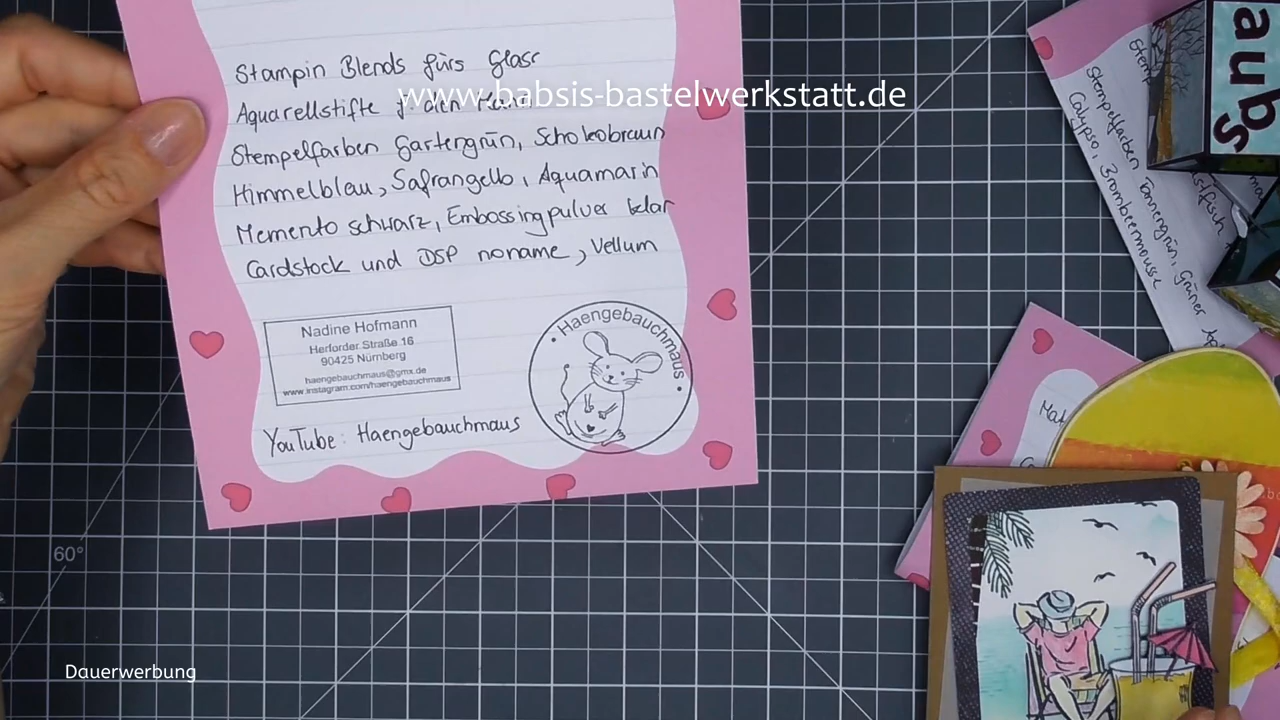 Stampin Blends fürs Glas
www.babsis-bastelwerkstatt.de
Aquarellstifte f. den
Stempelfarben Gartengrün, Schokobraun
Himmelblau, Safrangelb, Aquamarin
Memento schwarz, Embossingpulver klar
Cardstock und DSP noname, Vellum
Nadine Hofmann
Herforder Straße 16
90425 Nürnberg
haengebauchmaus@gmx.de
www.instagram.com/haengebauchmaus
• Haengebauchmaus •
YouTube: Haengebauchmaus
aubs
Stempelfarben Tannengrün, Grüner
Calypso, Brombeermousse
60°
Dauerwerbung